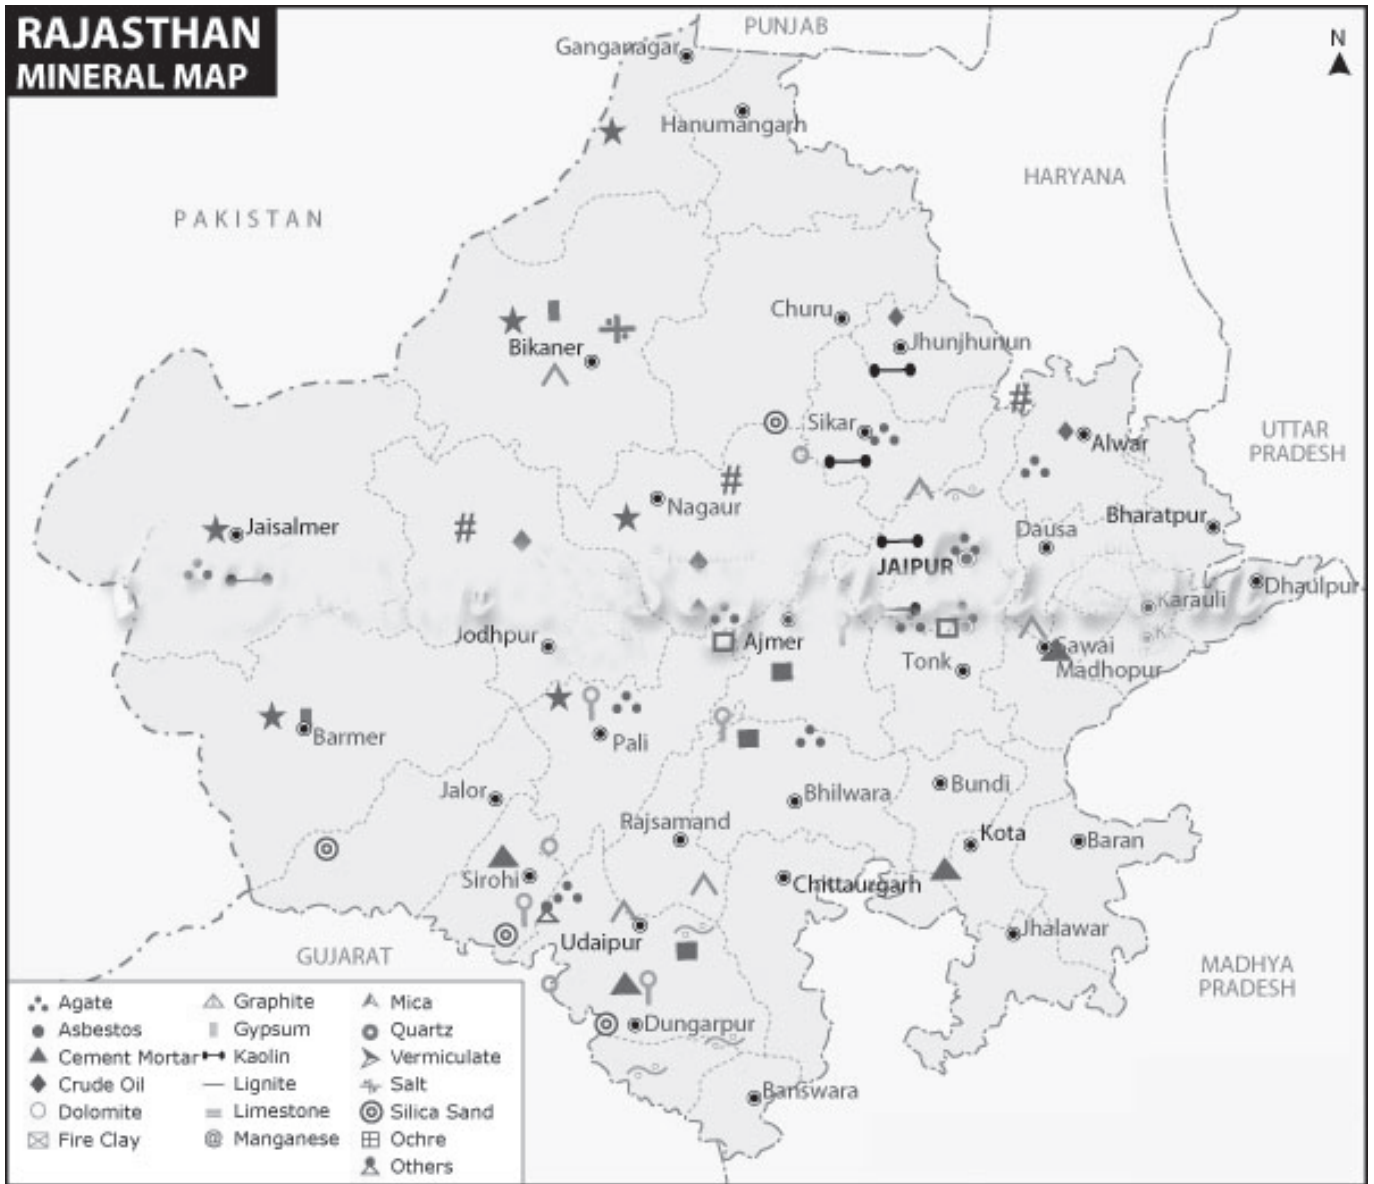 RAJASTHAN
MINERAL MAP
PUNJAB
N
Ganganagar
Hanumangarh
HARYANA
PAKISTAN
Churu
Jhunjhunun
Bikaner
Sikar
Alwar
UTTAR
PRADESH
Nagaur
Jaisalmer
Bharatpur
Dausa
JAIPUR
Dhaulpur
Karauli
Jodhpur
Ajmer
Sawai
Madhopur
Tonk
Barmer
Pali
Jalor
Bhilwara
Bundi
Rajsamand
Kota
Baran
Sirohi
Chittaurgarh
Udaipur
Jhalawar
GUJARAT
MADHYA
PRADESH
Dungarpur
Banswara
Agate
Asbestos
Cement Mortar
Crude Oil
Dolomite
Fire Clay
Graphite
Gypsum
Kaolin
Lignite
Limestone
Manganese
Mica
Quartz
Vermiculate
Salt
Silica Sand
Ochre
Others